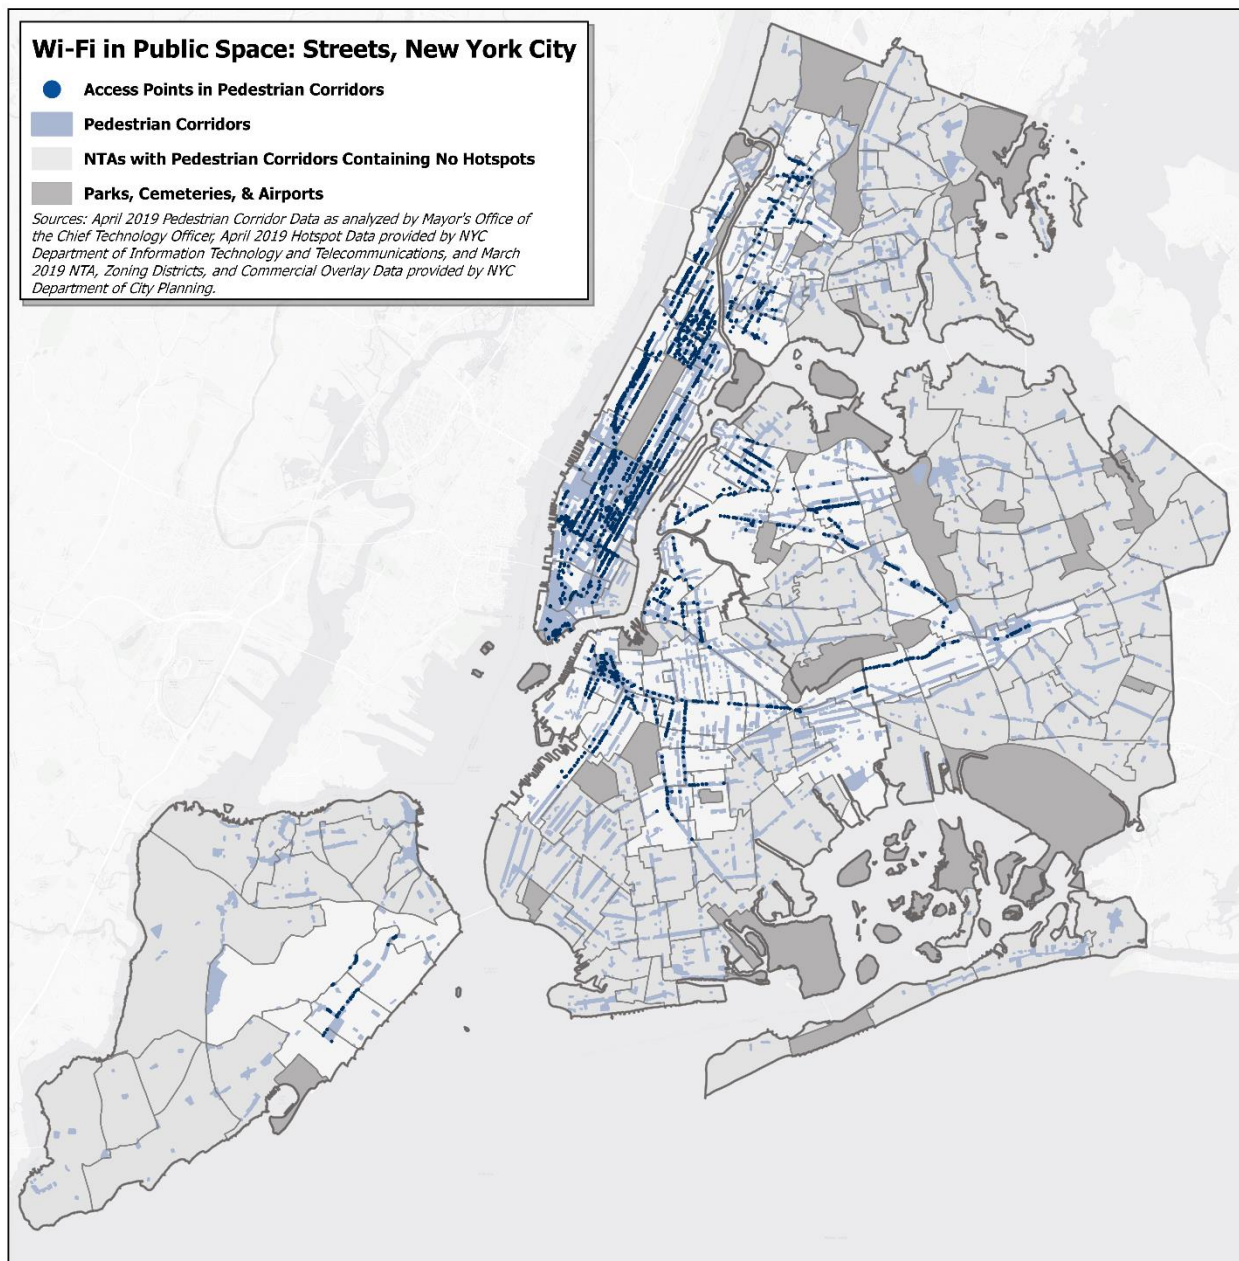 Wi-Fi in Public Space: Streets, New York City
Access Points in Pedestrian Corridors
Pedestrian Corridors
NTAs with Pedestrian Corridors Containing No Hotspots
Parks, Cemeteries, & Airports
Sources: April 2019 Pedestrian Corridor Data as analyzed by Mayor's Office of
the Chief Technology Officer, April 2019 Hotspot Data provided by NYC
Department of Information Technology and Telecommunications, and March
2019 NTA, Zoning Districts, and Commercial Overlay Data provided by NYC
Department of City Planning.